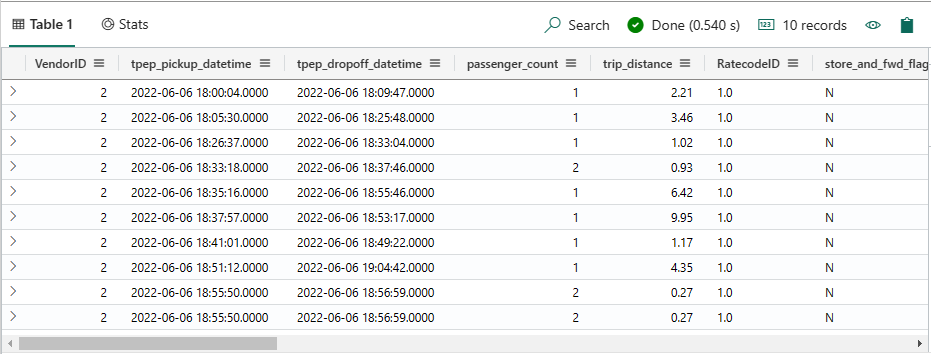 Table 1 Stats Search Done (0.540 s) 123 10 records
VendorID tpep_pickup_datetime tpep_dropoff_datetime passenger_count trip_distance RatecodeID store_and_fwd_flag
2 2022-06-06 18:00:04.0000 2022-06-06 18:09:47.0000 1 2.21 1.0 N
2 2022-06-06 18:05:30.0000 2022-06-06 18:25:48.0000 1 3.46 1.0 N
2 2022-06-06 18:26:37.0000 2022-06-06 18:33:04.0000 1 1.02 1.0 N
2 2022-06-06 18:33:18.0000 2022-06-06 18:37:46.0000 2 0.93 1.0 N
2 2022-06-06 18:35:16.0000 2022-06-06 18:55:46.0000 1 6.42 1.0 N
2 2022-06-06 18:37:57.0000 2022-06-06 18:53:17.0000 1 9.95 1.0 N
2 2022-06-06 18:41:01.0000 2022-06-06 18:49:22.0000 1 1.17 1.0 N
2 2022-06-06 18:51:12.0000 2022-06-06 19:04:42.0000 1 4.35 1.0 N
2 2022-06-06 18:55:50.0000 2022-06-06 18:56:59.0000 2 0.27 1.0 N
2 2022-06-06 18:55:50.0000 2022-06-06 18:56:59.0000 2 0.27 1.0 N